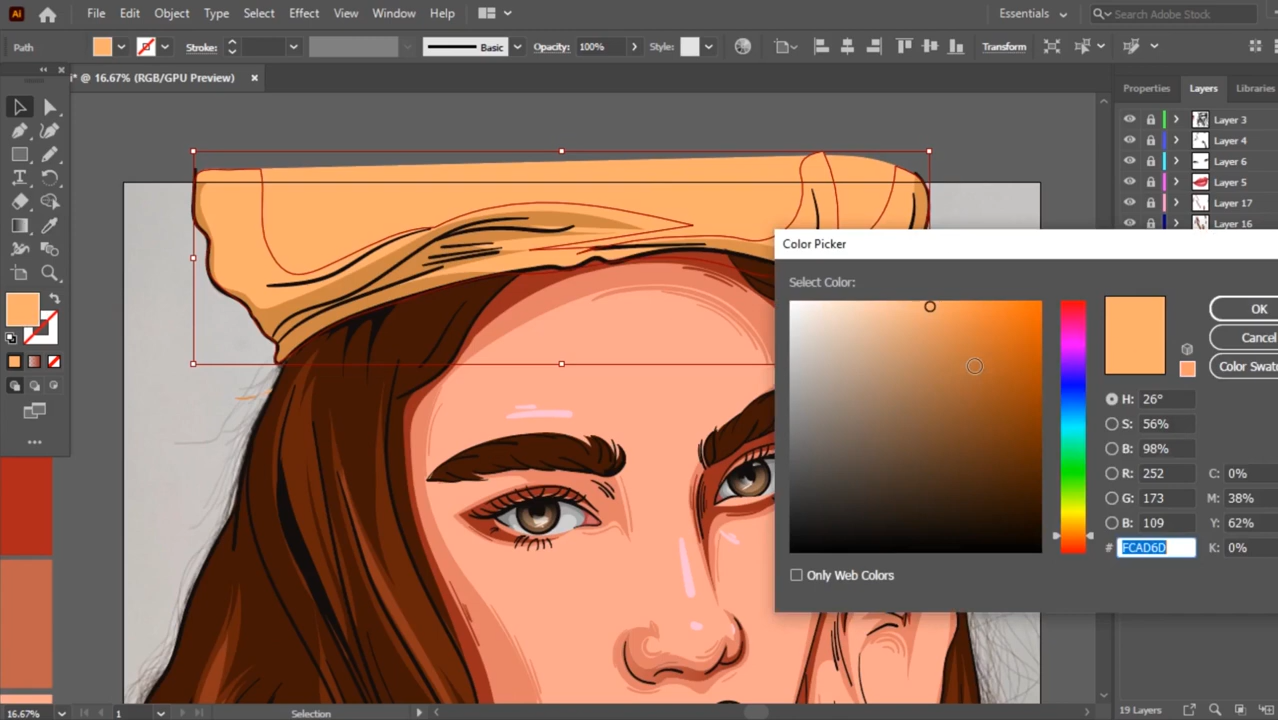 Ai File Edit Object Type Select Effect View Window Help Essentials Search Adobe Stock
Path Stroke: Basic Opacity: 100% Style: Transform
i* @ 16.67% (RGB/GPU Preview) ×
Properties Layers Libraries
Layer 3
Layer 4
Layer 6
Layer 5
Layer 17
Layer 16
Color Picker
Select Color:
OK
Cancel
Color Swat
H: 26°
S: 56%
B: 98%
R: 252 C: 0%
G: 173 M: 38%
B: 109 Y: 62%
# FCAD6D K: 0%
Only Web Colors
16.67% 1 Selection 19 Layers